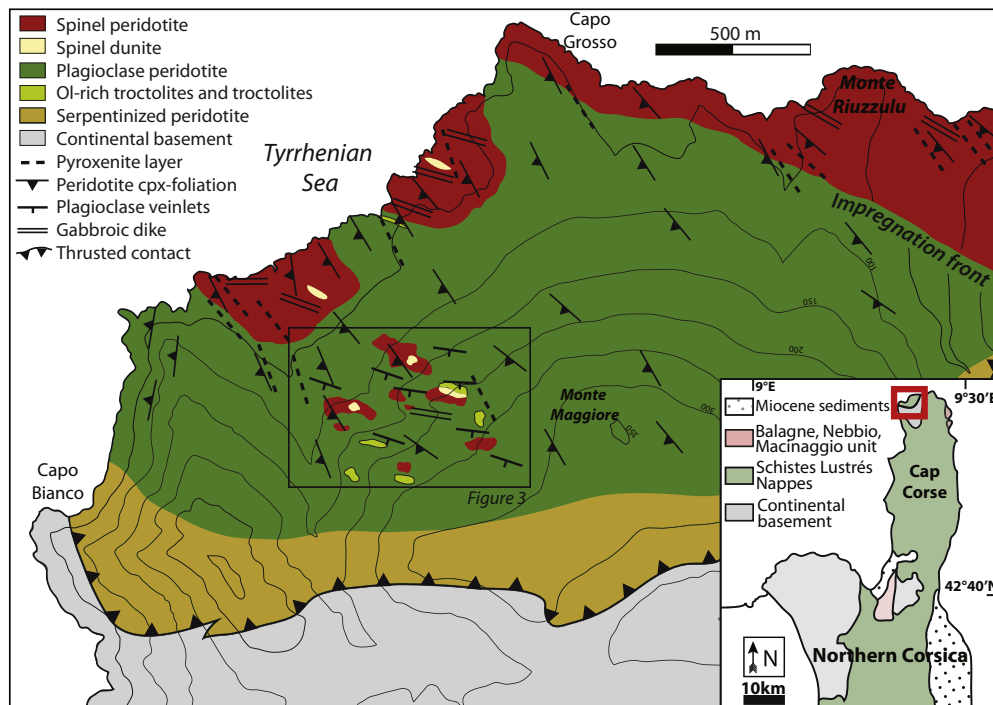 Spinel peridotite
Spinel dunite
Plagioclase peridotite
Ol-rich troctolites and troctolites
Serpentinized peridotite
Continental basement
Pyroxenite layer
Peridotite cpx-foliation
Plagioclase veinlets
Gabbroic dike
Thrusted contact
Capo
Grosso
500 m
Monte
Riuzzulu
Tyrrhenian
Sea
Impregnation front
100
150
200
300
350
Monte
Maggiore
Figure 3
Capo
Bianco
9°E
9°30'E
Miocene sediments
Balagne, Nebbio,
Macinaggio unit
Schistes Lustrés
Nappes
Continental
basement
Cap
Corse
42°40'N
N
Northern Corsica
10km